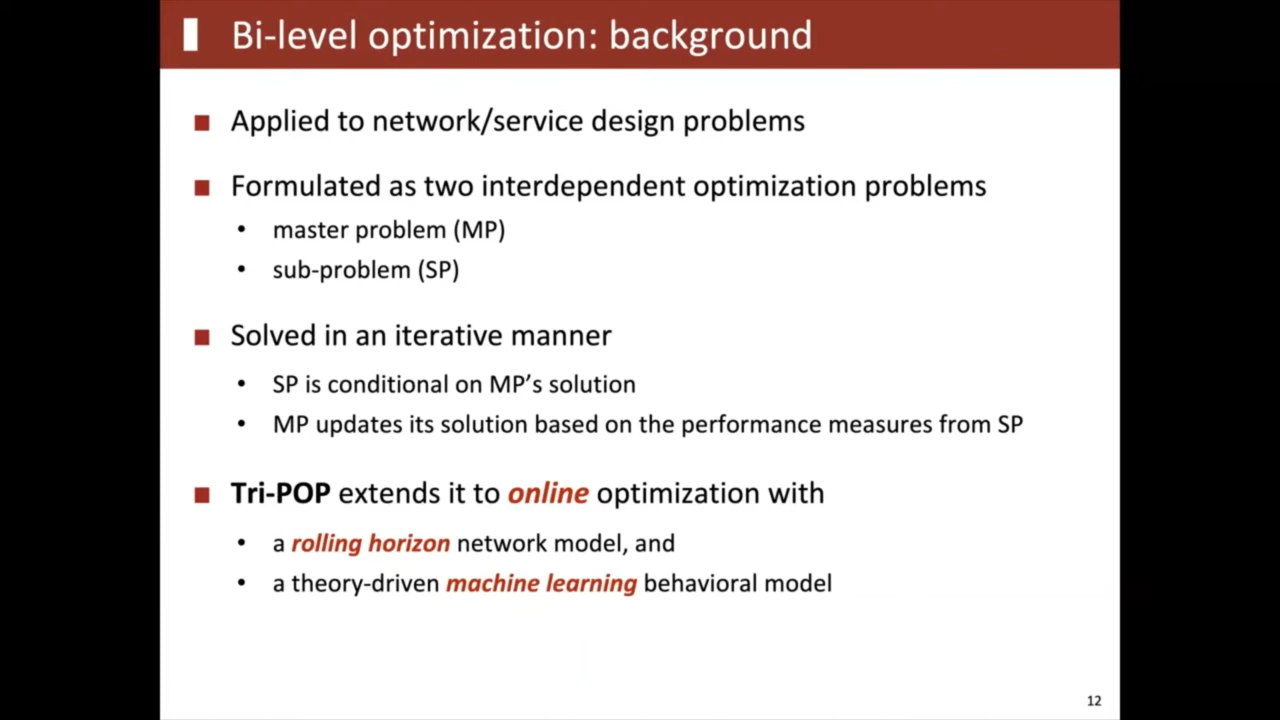 Bi-level optimization: background
■ Applied to network/service design problems
■ Formulated as two interdependent optimization problems
• master problem (MP)
• sub-problem (SP)
■ Solved in an iterative manner
• SP is conditional on MP’s solution
• MP updates its solution based on the performance measures from SP
■ Tri-POP extends it to online optimization with
• a rolling horizon network model, and
• a theory-driven machine learning behavioral model
12